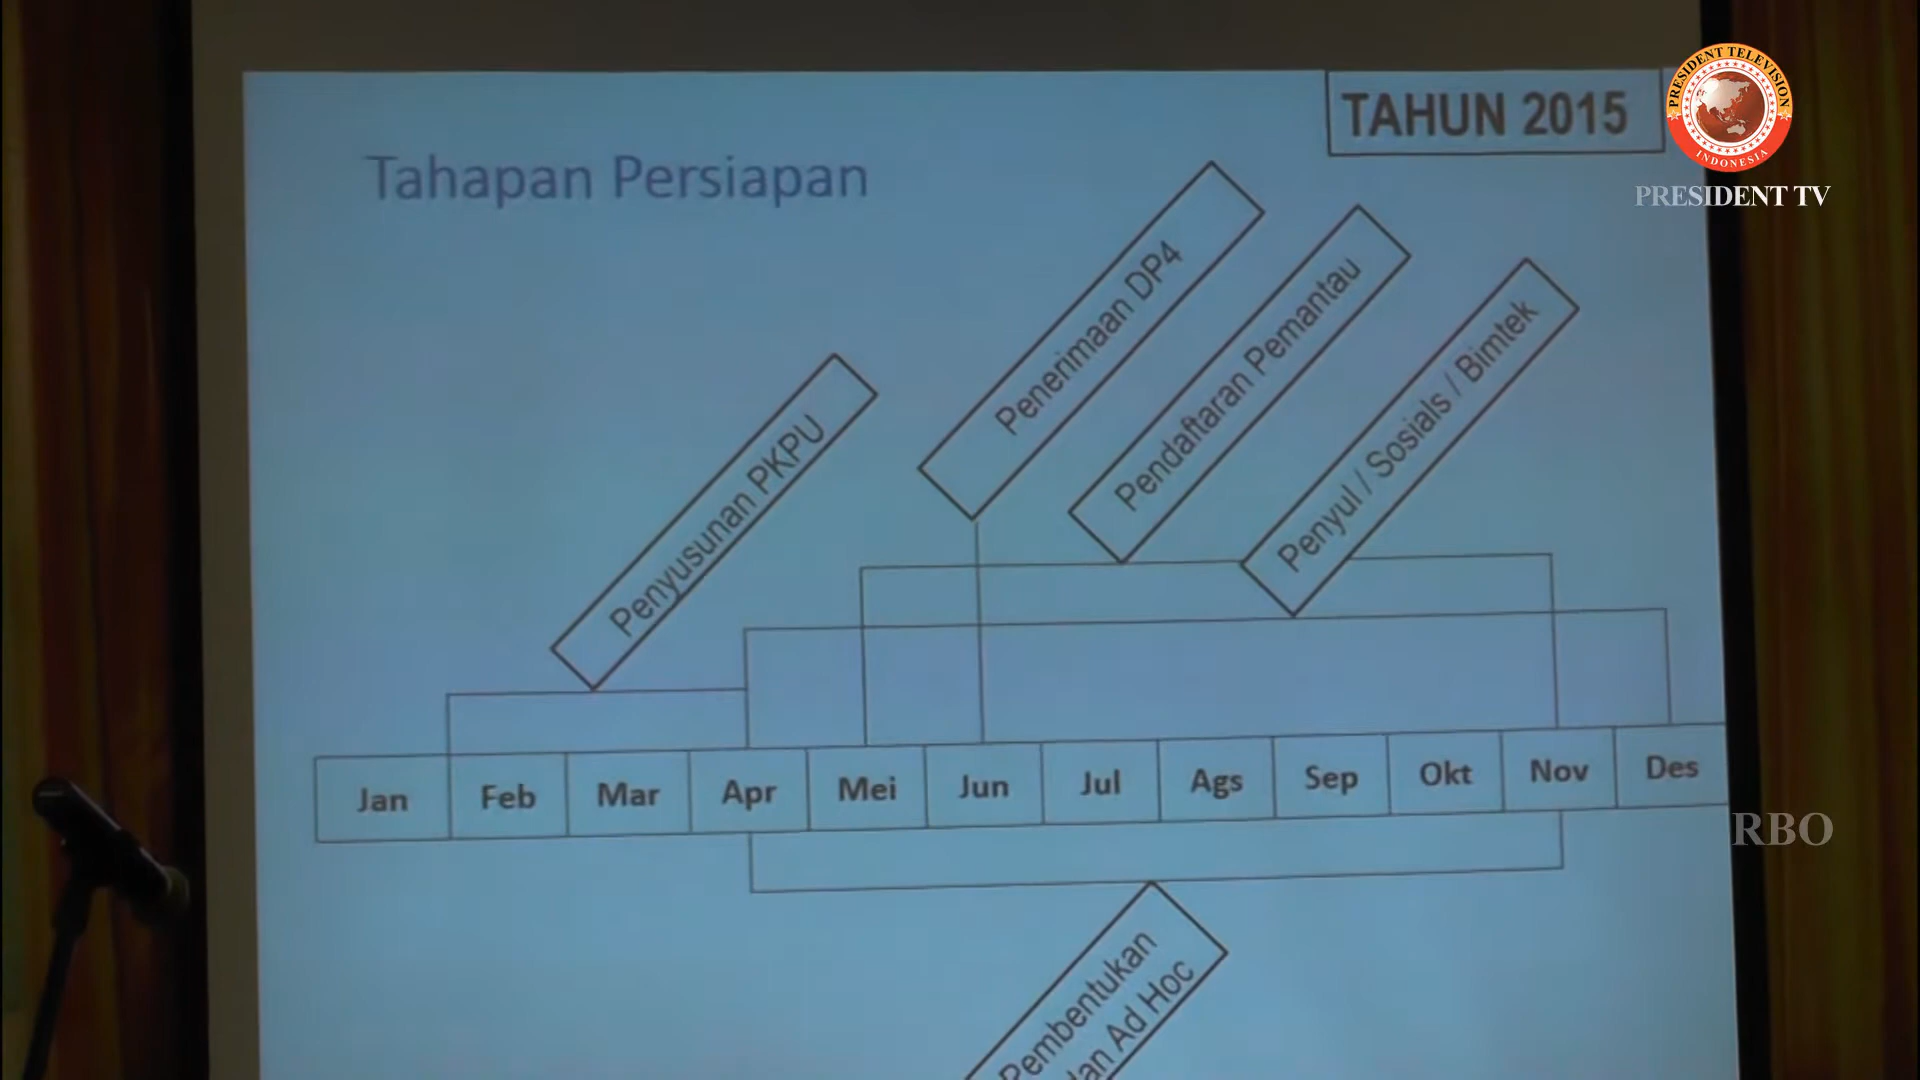 TAHUN 2015
PRESIDENT TELEVISION
INDONESIA
PRESIDENT TV
Tahapan Persiapan
Penyusunan PKPU
Penerimaan DP4
Pendaftaran Pemantau
Penyul / Sosials / Bimtek
Jan Feb Mar Apr Mei Jun Jul Ags Sep Okt Nov Des
RBO
Pembentukan
Ad Hoc